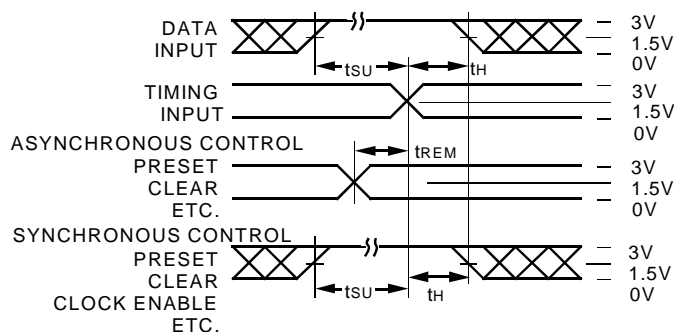 DATA
INPUT
3V
1.5V
0V
tSU
tH
TIMING
INPUT
3V
1.5V
0V
ASYNCHRONOUS CONTROL
PRESET
CLEAR
ETC.
tREM
3V
1.5V
0V
SYNCHRONOUS CONTROL
PRESET
CLEAR
CLOCK ENABLE
ETC.
tSU
tH
3V
1.5V
0V